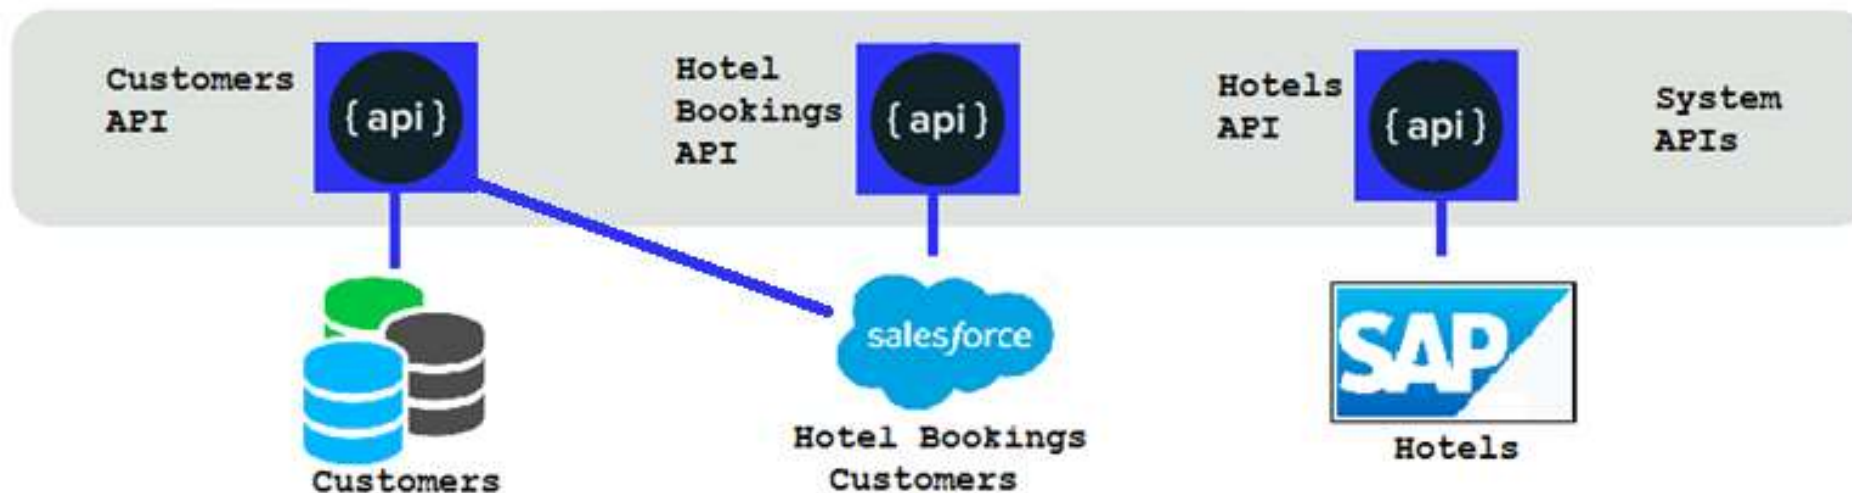 Customers
API
{ api }
Hotel
Bookings
API
{ api }
Hotels
API
{ api }
System
APIs
Customers
salesforce
Hotel Bookings
Customers
SAP
Hotels